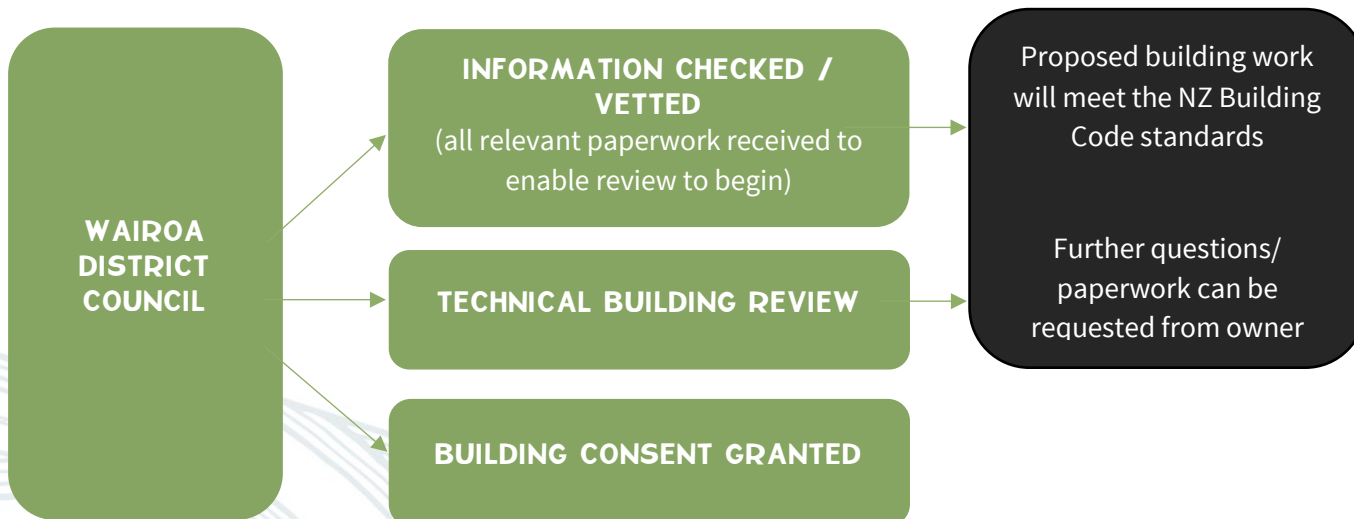 WAIROA
DISTRICT
COUNCIL
INFORMATION CHECKED /
VETTED
(all relevant paperwork received to
enable review to begin)
TECHNICAL BUILDING REVIEW
BUILDING CONSENT GRANTED
Proposed building work
will meet the NZ Building
Code standards
Further questions/
paperwork can be
requested from owner